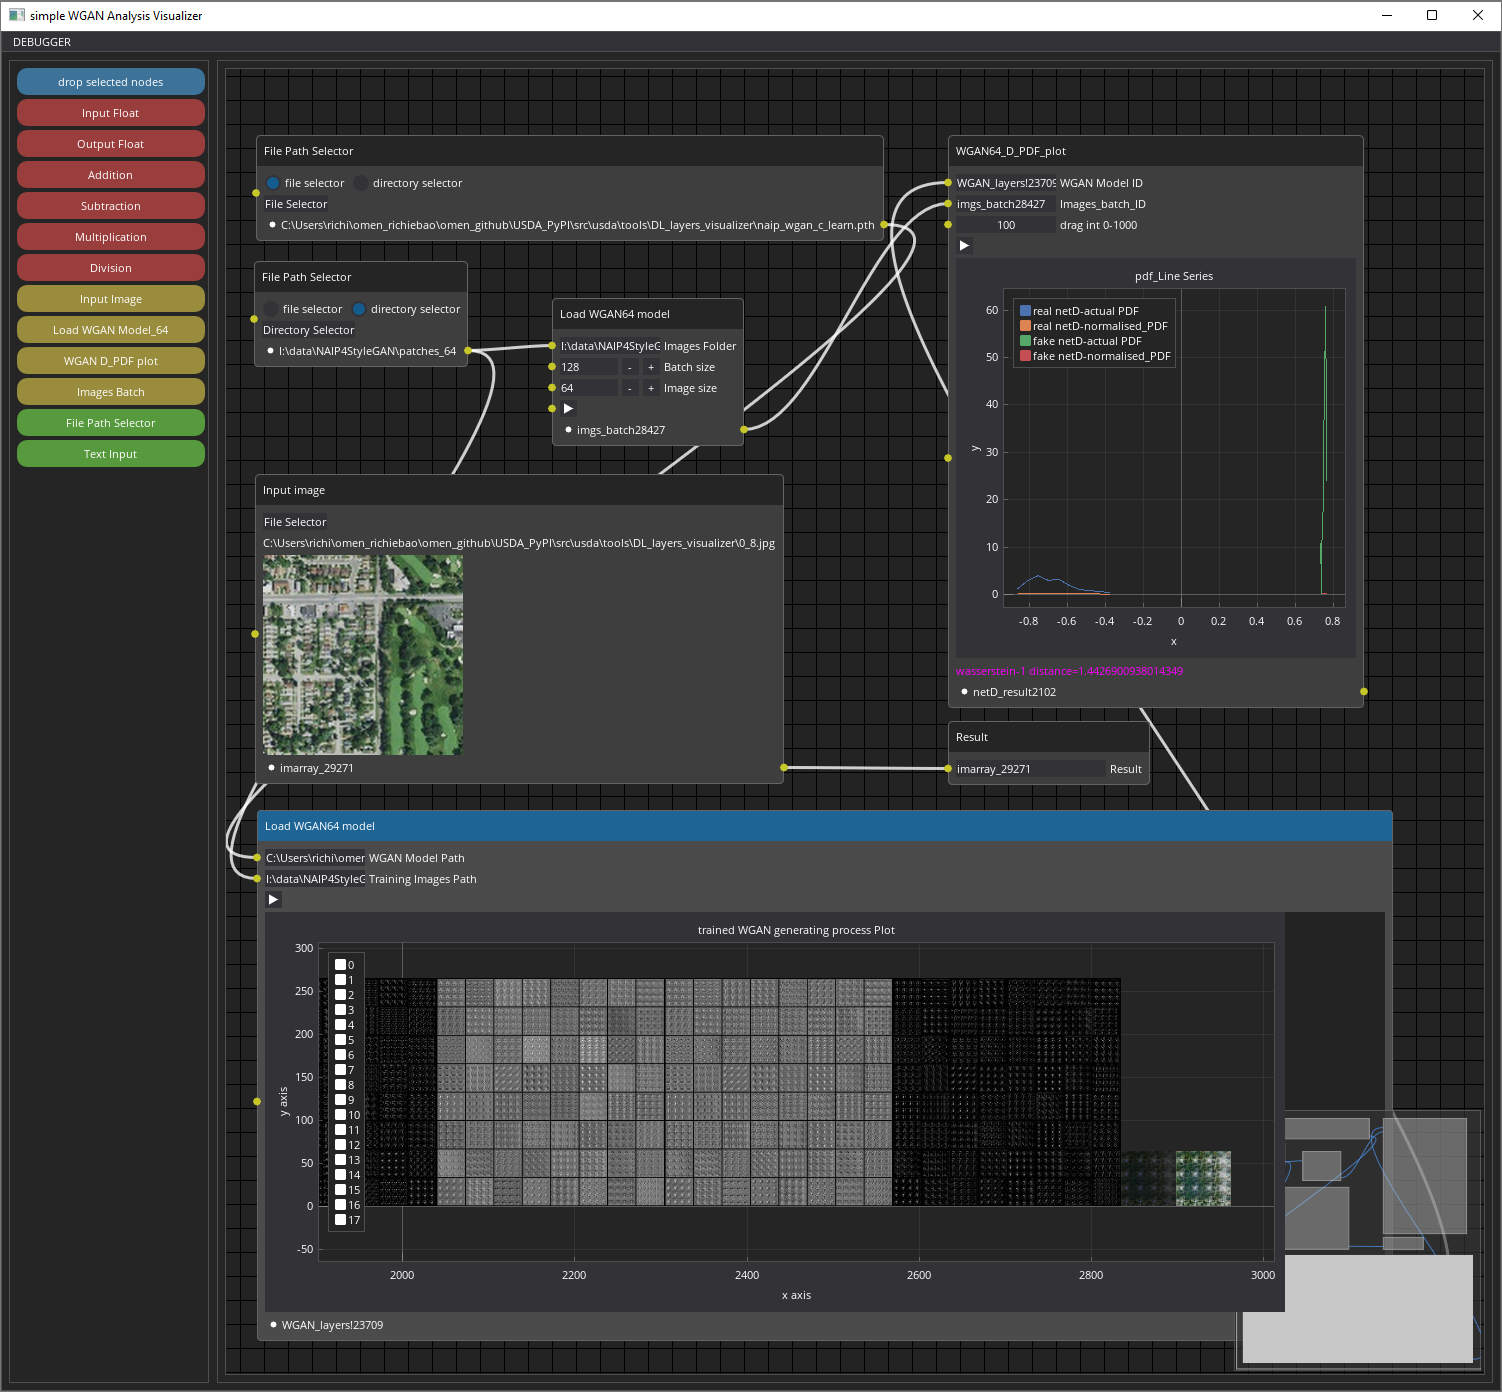 simple WGAN Analysis Visualizer
DEBUGGER
drop selected nodes
Input Float
Output Float
Addition
Subtraction
Multiplication
Division
Input Image
Load WGAN Model_64
WGAN D_PDF plot
Images Batch
File Path Selector
Text Input
File Path Selector
file selector directory selector
File Selector
C:\Users\richi\omen_richiebao\omen_github\USDA_PyPI\src\usda\tools\DL_layers_visualizer\naip_wgan_c_learn.pth
File Path Selector
file selector directory selector
Directory Selector
I:\data\NAIP4StyleGAN\patches_64
Load WGAN64 model
I:\data\NAIP4StyleG Images Folder
128 - + Batch size
64 - + Image size
imgs_batch28427
Input image
File Selector
C:\Users\richi\omen_richiebao\omen_github\USDA_PyPI\src\usda\tools\DL_layers_visualizer\0_8.jpg
imarray_29271
WGAN64_D_PDF_plot
WGAN_layers!23709 WGAN Model ID
imgs_batch28427 Images_batch_ID
100 drag int 0-1000
pdf_Line Series
real netD-actual PDF
real netD-normalised_PDF
fake netD-actual PDF
fake netD-normalised_PDF
60
50
40
30
20
10
0
y
-0.8 -0.6 -0.4 -0.2 0 0.2 0.4 0.6 0.8
x
wasserstein-1 distance=1.4426900938014349
netD_result2102
Result
imarray_29271 Result
Load WGAN64 model
C:\Users\richi\omer WGAN Model Path
I:\data\NAIP4StyleG Training Images Path
trained WGAN generating process Plot
300
250
200
150
100
50
0
-50
y axis
0
1
2
3
4
5
6
7
8
9
10
11
12
13
14
15
16
17
2000 2200 2400 2600 2800 3000
x axis
WGAN_layers!23709